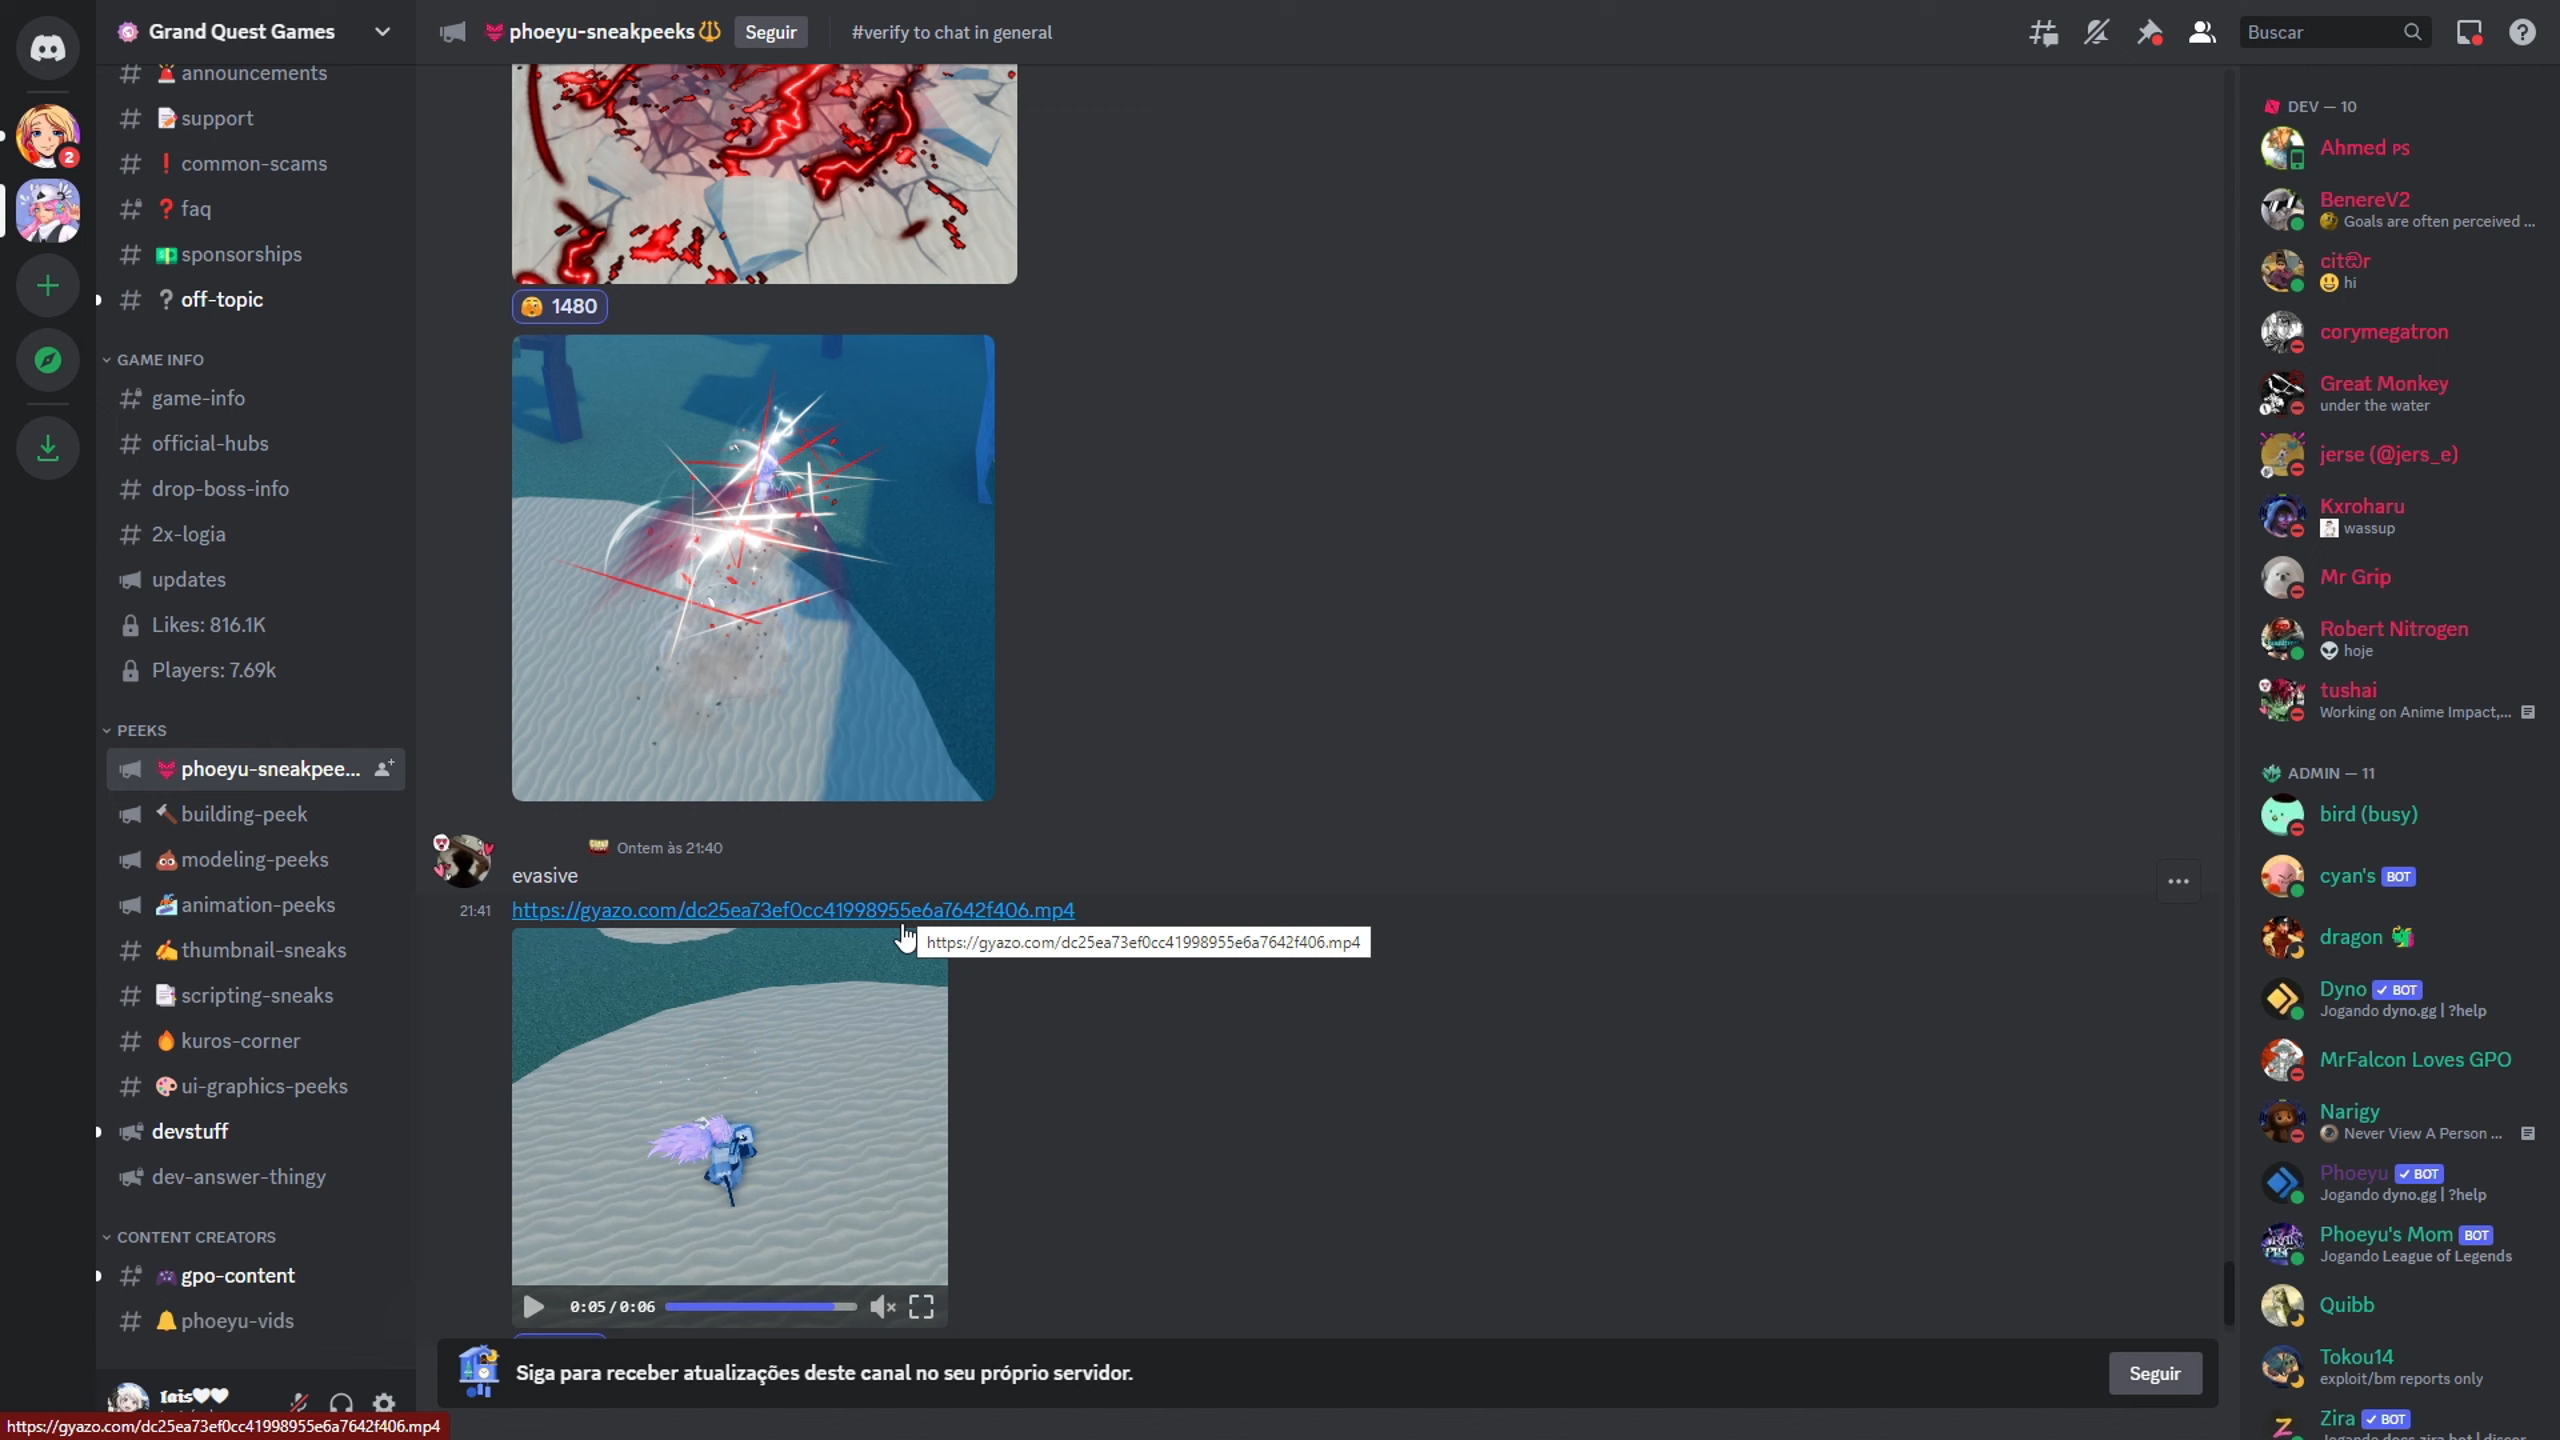 Grand Quest Games
announcements
support
common-scams
faq
sponsorships
off-topic
GAME INFO
game-info
official-hubs
drop-boss-info
2x-logia
updates
Likes: 816.1K
Players: 7.69k
PEEKS
phoeyu-sneakpee...
building-peek
modeling-peeks
animation-peeks
thumbnail-sneaks
scripting-sneaks
kuros-corner
ui-graphics-peeks
devstuff
dev-answer-thingy
CONTENT CREATORS
gpo-content
phoeyu-vids
https://gyazo.com/dc25ea73ef0cc41998955e6a7642f406.mp4
phoeyu-sneakpeeks
Seguir
#verify to chat in general
Buscar
1480
Ontem às 21:40
evasive
21:41
https://gyazo.com/dc25ea73ef0cc41998955e6a7642f406.mp4
https://gyazo.com/dc25ea73ef0cc41998955e6a7642f406.mp4
0:05/0:06
Siga para receber atualizações deste canal no seu próprio servidor.
Seguir
2
DEV — 10
Ahmed PS
BenereV2
Goals are often perceived ...
hi
corymegatron
Great Monkey
under the water
jerse (@jers_e)
Kxroharu
wassup
Mr Grip
Robert Nitrogen
hoje
tushai
Working on Anime Impact,...
ADMIN — 11
bird (busy)
cyan's BOT
dragon
Dyno BOT
Jogando dyno.gg | ?help
MrFalcon Loves GPO
Narigy
Never View A Person ...
Phoeyu BOT
Jogando dyno.gg | ?help
Phoeyu's Mom BOT
Jogando League of Legends
Quibb
Tokou14
exploit/bm reports only
Zira BOT